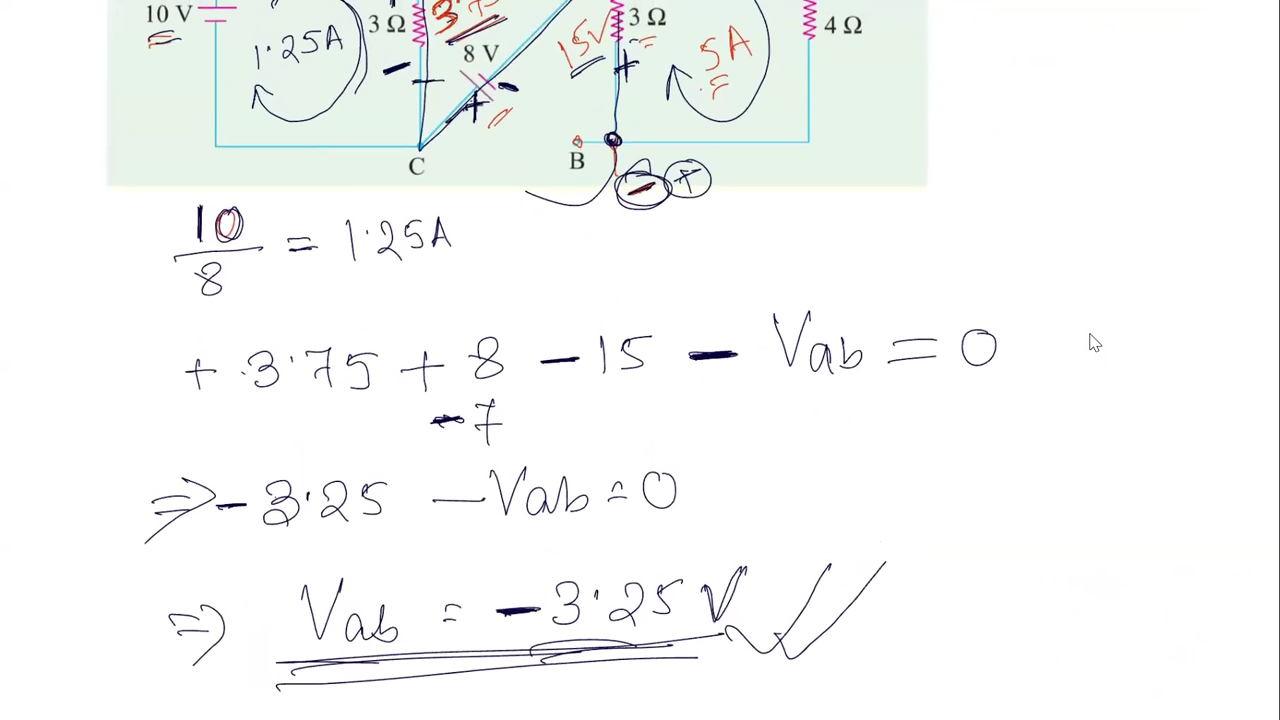 10 V
3 Ω
1.25A
8 V
15V
3 Ω
5A
4 Ω
C
B
- +
10/8 = 1.25A
+ 3.75 + 8 - 15 - Vab = 0
- 7
⇒ - 3.25 - Vab = 0
⇒ Vab = - 3.25 V